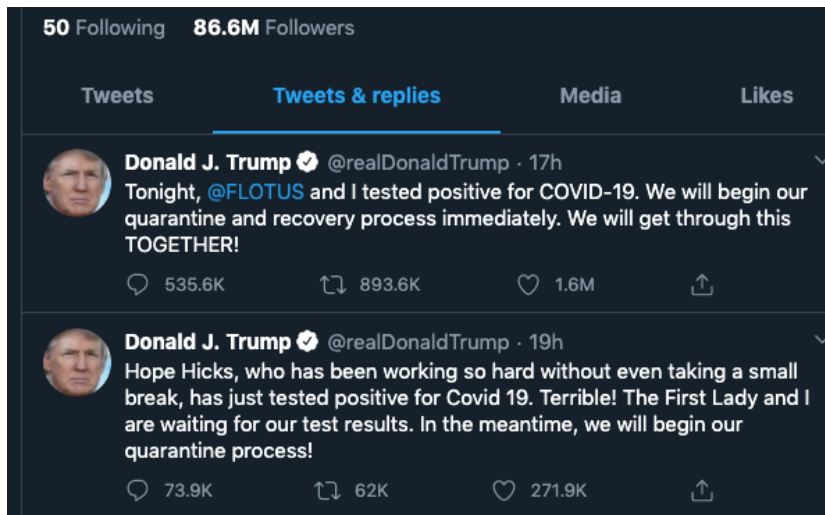 50 Following 86.6M Followers
Tweets Tweets & replies Media Likes
Donald J. Trump @realDonaldTrump · 17h
Tonight, @FLOTUS and I tested positive for COVID-19. We will begin our
quarantine and recovery process immediately. We will get through this
TOGETHER!
535.6K 893.6K 1.6M
Donald J. Trump @realDonaldTrump · 19h
Hope Hicks, who has been working so hard without even taking a small
break, has just tested positive for Covid 19. Terrible! The First Lady and I
are waiting for our test results. In the meantime, we will begin our
quarantine process!
73.9K 62K 271.9K